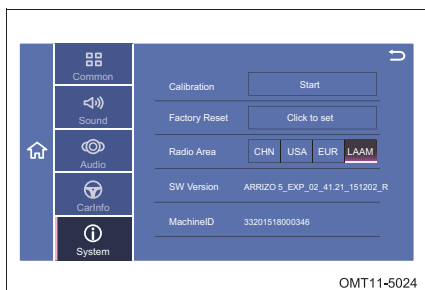 Common
Sound
Audio
CarInfo
System
Calibration Start
Factory Reset Click to set
Radio Area CHN USA EUR LAAM
SW Version ARRIZO 5_EXP_02_41.21_151202_R
MachineID 33201518000346
OMT11-5024